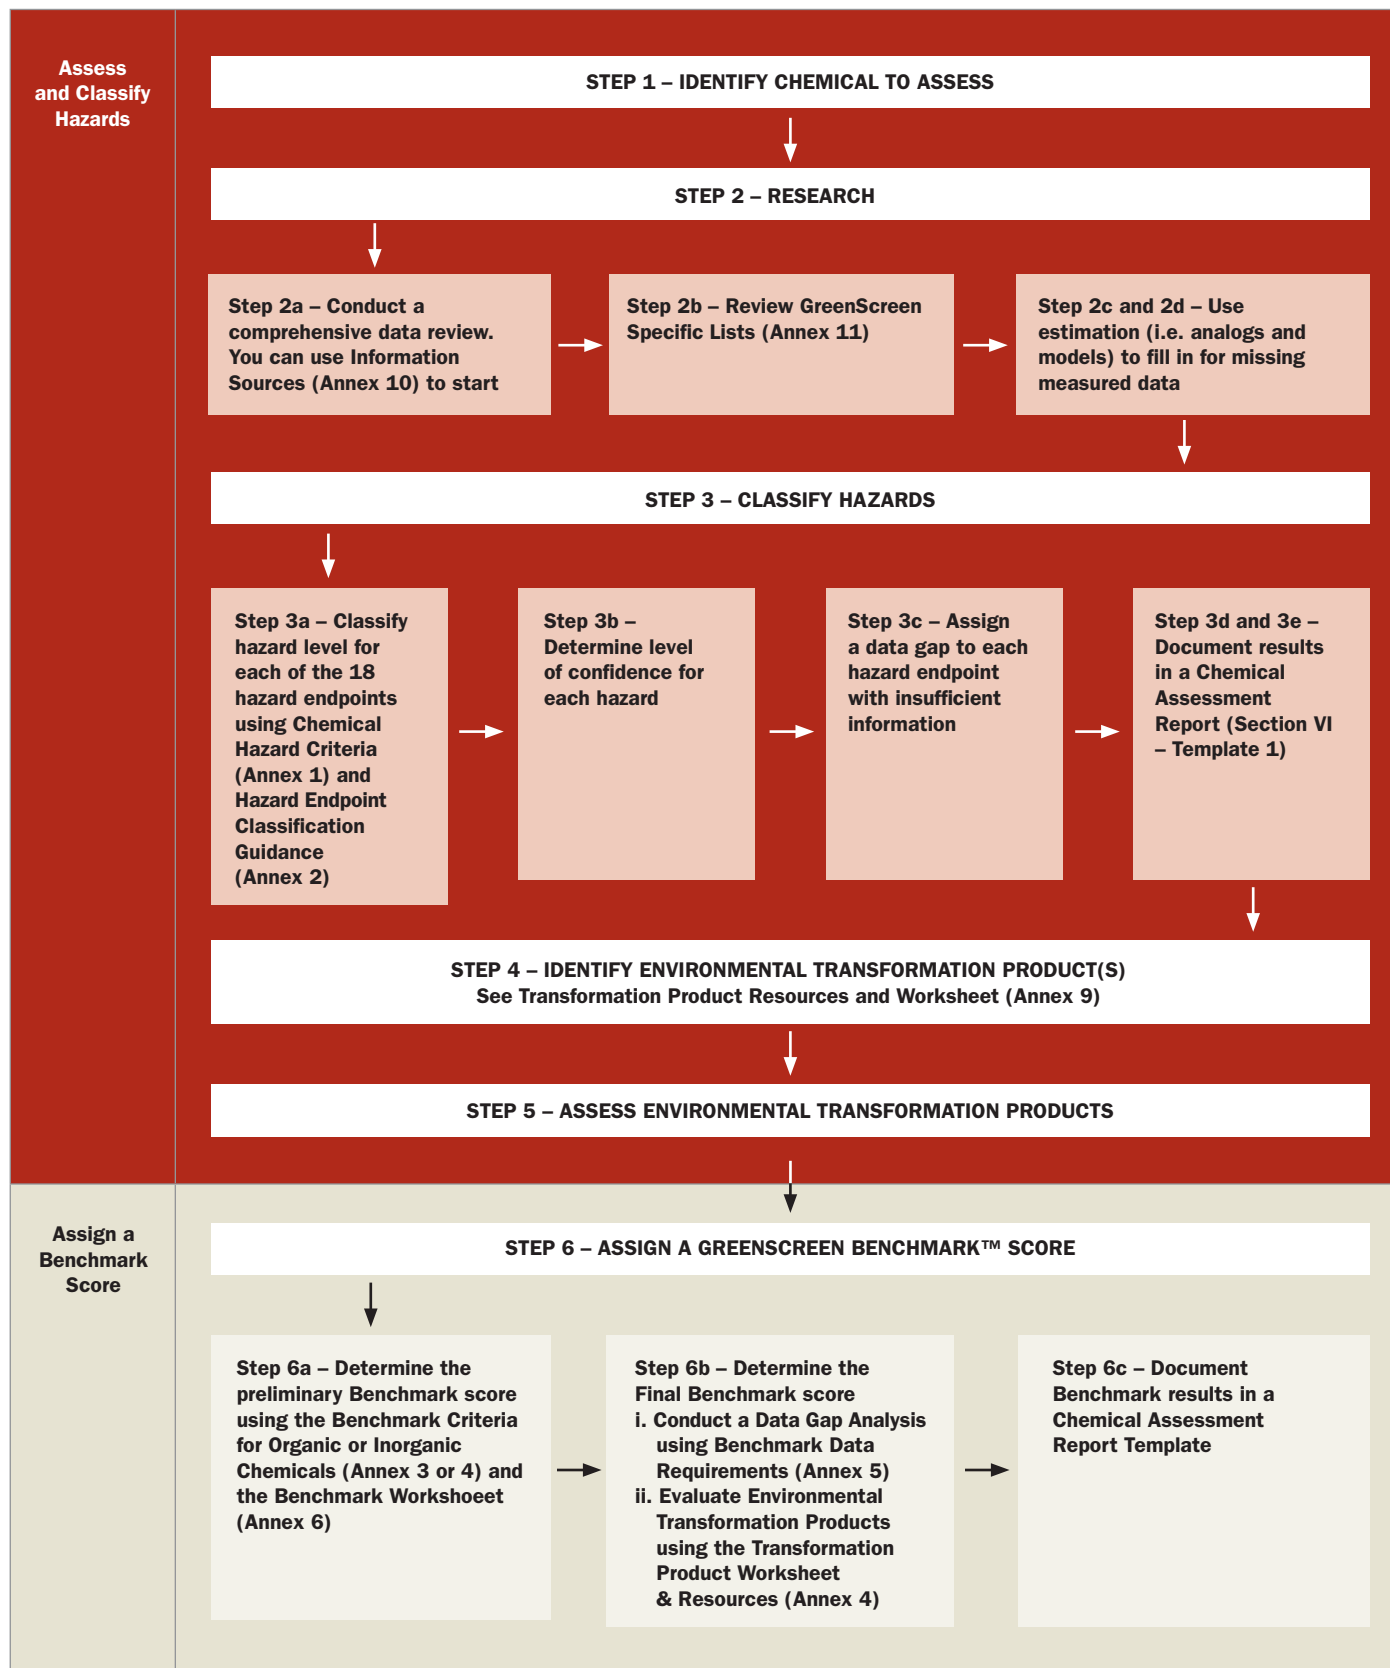 Assess
and Classify
Hazards
STEP 1 – IDENTIFY CHEMICAL TO ASSESS
STEP 2 – RESEARCH
Step 2a – Conduct a
comprehensive data review.
You can use Information
Sources (Annex 10) to start
Step 2b – Review GreenScreen
Specific Lists (Annex 11)
Step 2c and 2d – Use
estimation (i.e. analogs and
models) to fill in for missing
measured data
STEP 3 – CLASSIFY HAZARDS
Step 3a – Classify
hazard level for
each of the 18
hazard endpoints
using Chemical
Hazard Criteria
(Annex 1) and
Hazard Endpoint
Classification
Guidance
(Annex 2)
Step 3b –
Determine level
of confidence for
each hazard
Step 3c – Assign
a data gap to each
hazard endpoint
with insufficient
information
Step 3d and 3e –
Document results
in a Chemical
Assessment
Report (Section VI
– Template 1)
STEP 4 – IDENTIFY ENVIRONMENTAL TRANSFORMATION PRODUCT(S)
See Transformation Product Resources and Worksheet (Annex 9)
STEP 5 – ASSESS ENVIRONMENTAL TRANSFORMATION PRODUCTS
Assign a
Benchmark
Score
STEP 6 – ASSIGN A GREENSCREEN BENCHMARK™ SCORE
Step 6a – Determine the
preliminary Benchmark score
using the Benchmark Criteria
for Organic or Inorganic
Chemicals (Annex 3 or 4) and
the Benchmark Workshoeet
(Annex 6)
Step 6b – Determine the
Final Benchmark score
i. Conduct a Data Gap Analysis
using Benchmark Data
Requirements (Annex 5)
ii. Evaluate Environmental
Transformation Products
using the Transformation
Product Worksheet
& Resources (Annex 4)
Step 6c – Document
Benchmark results in a
Chemical Assessment
Report Template